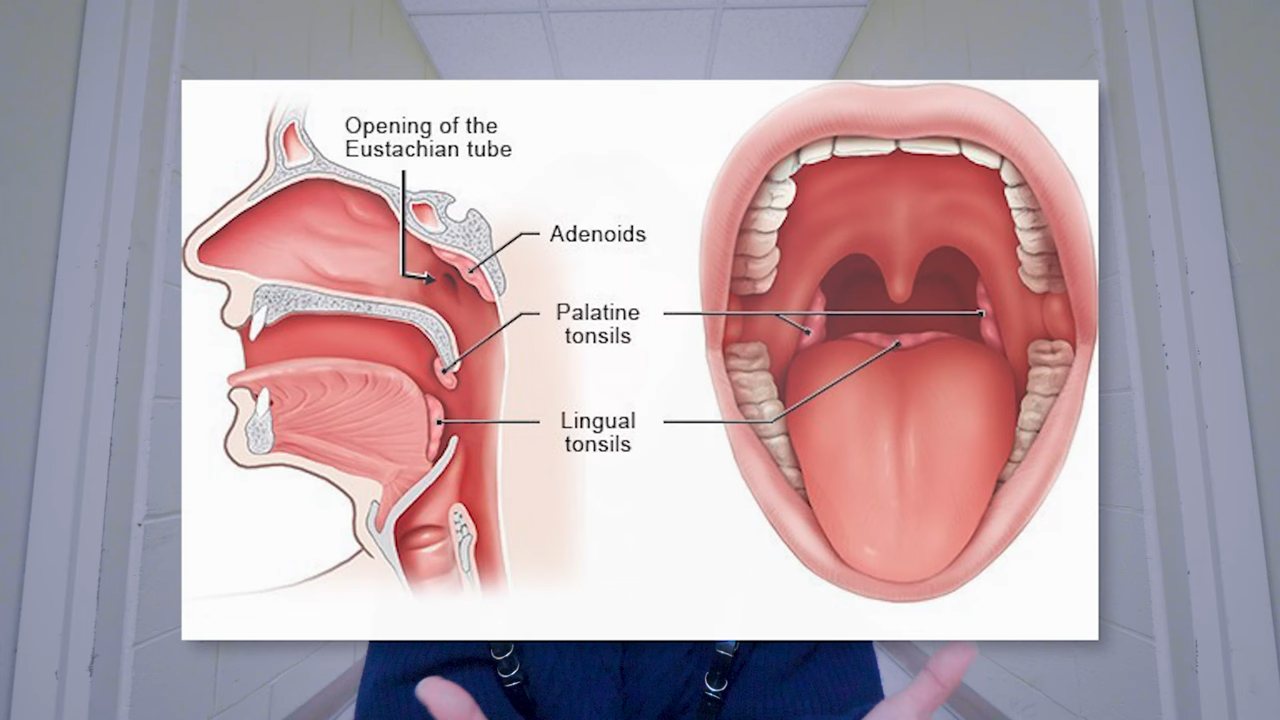 Opening of the
Eustachian tube
Adenoids
Palatine
tonsils
Lingual
tonsils